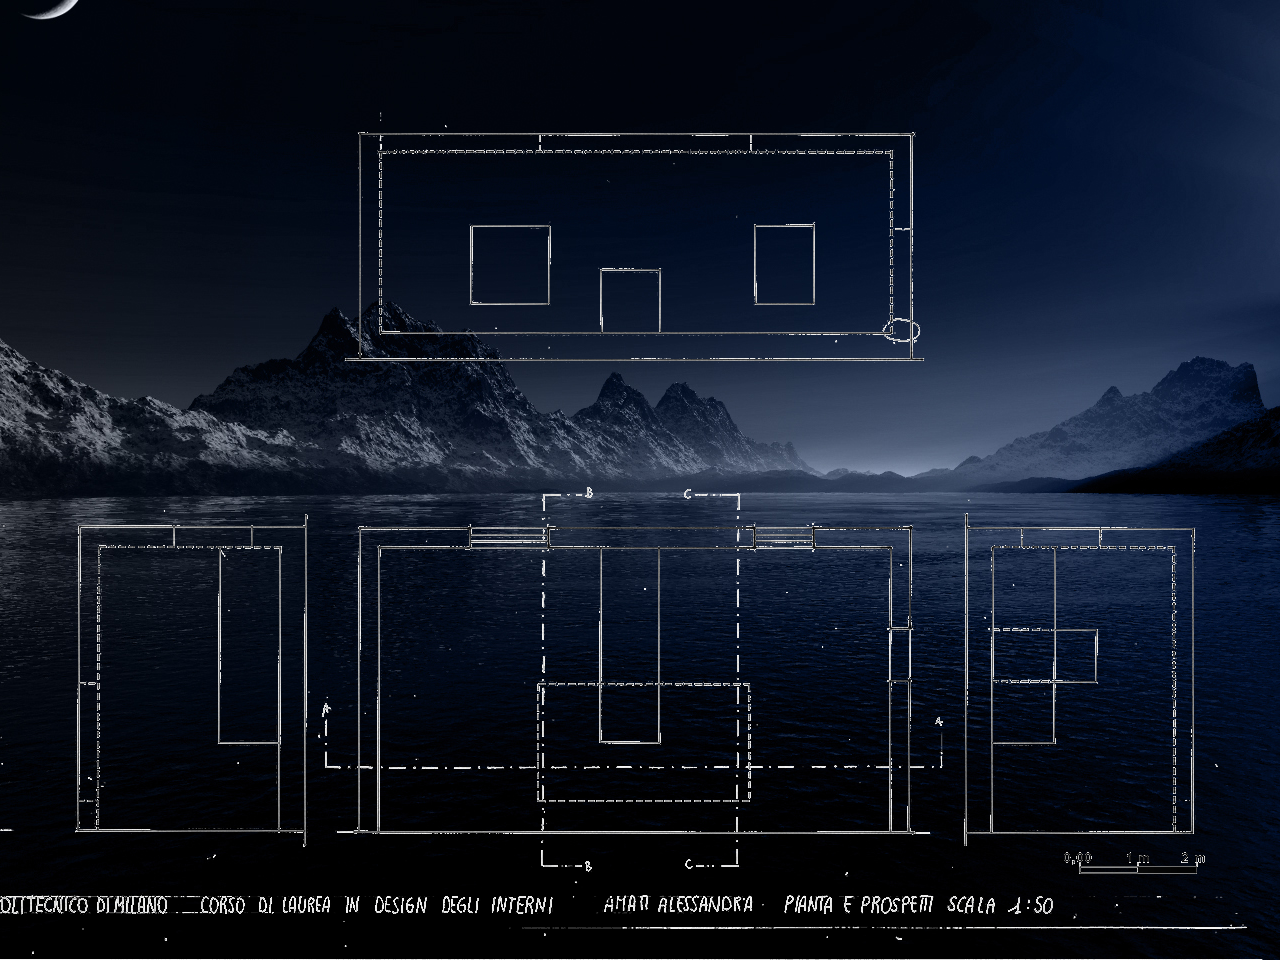 B C
A
A
B C
0,00 1 m 2 m
OLITECNICO DI MILANO CORSO DI LAUREA IN DESIGN DEGLI INTERNI AMATI ALESSANDRA PIANTA E PROSPETTI SCALA 1:50